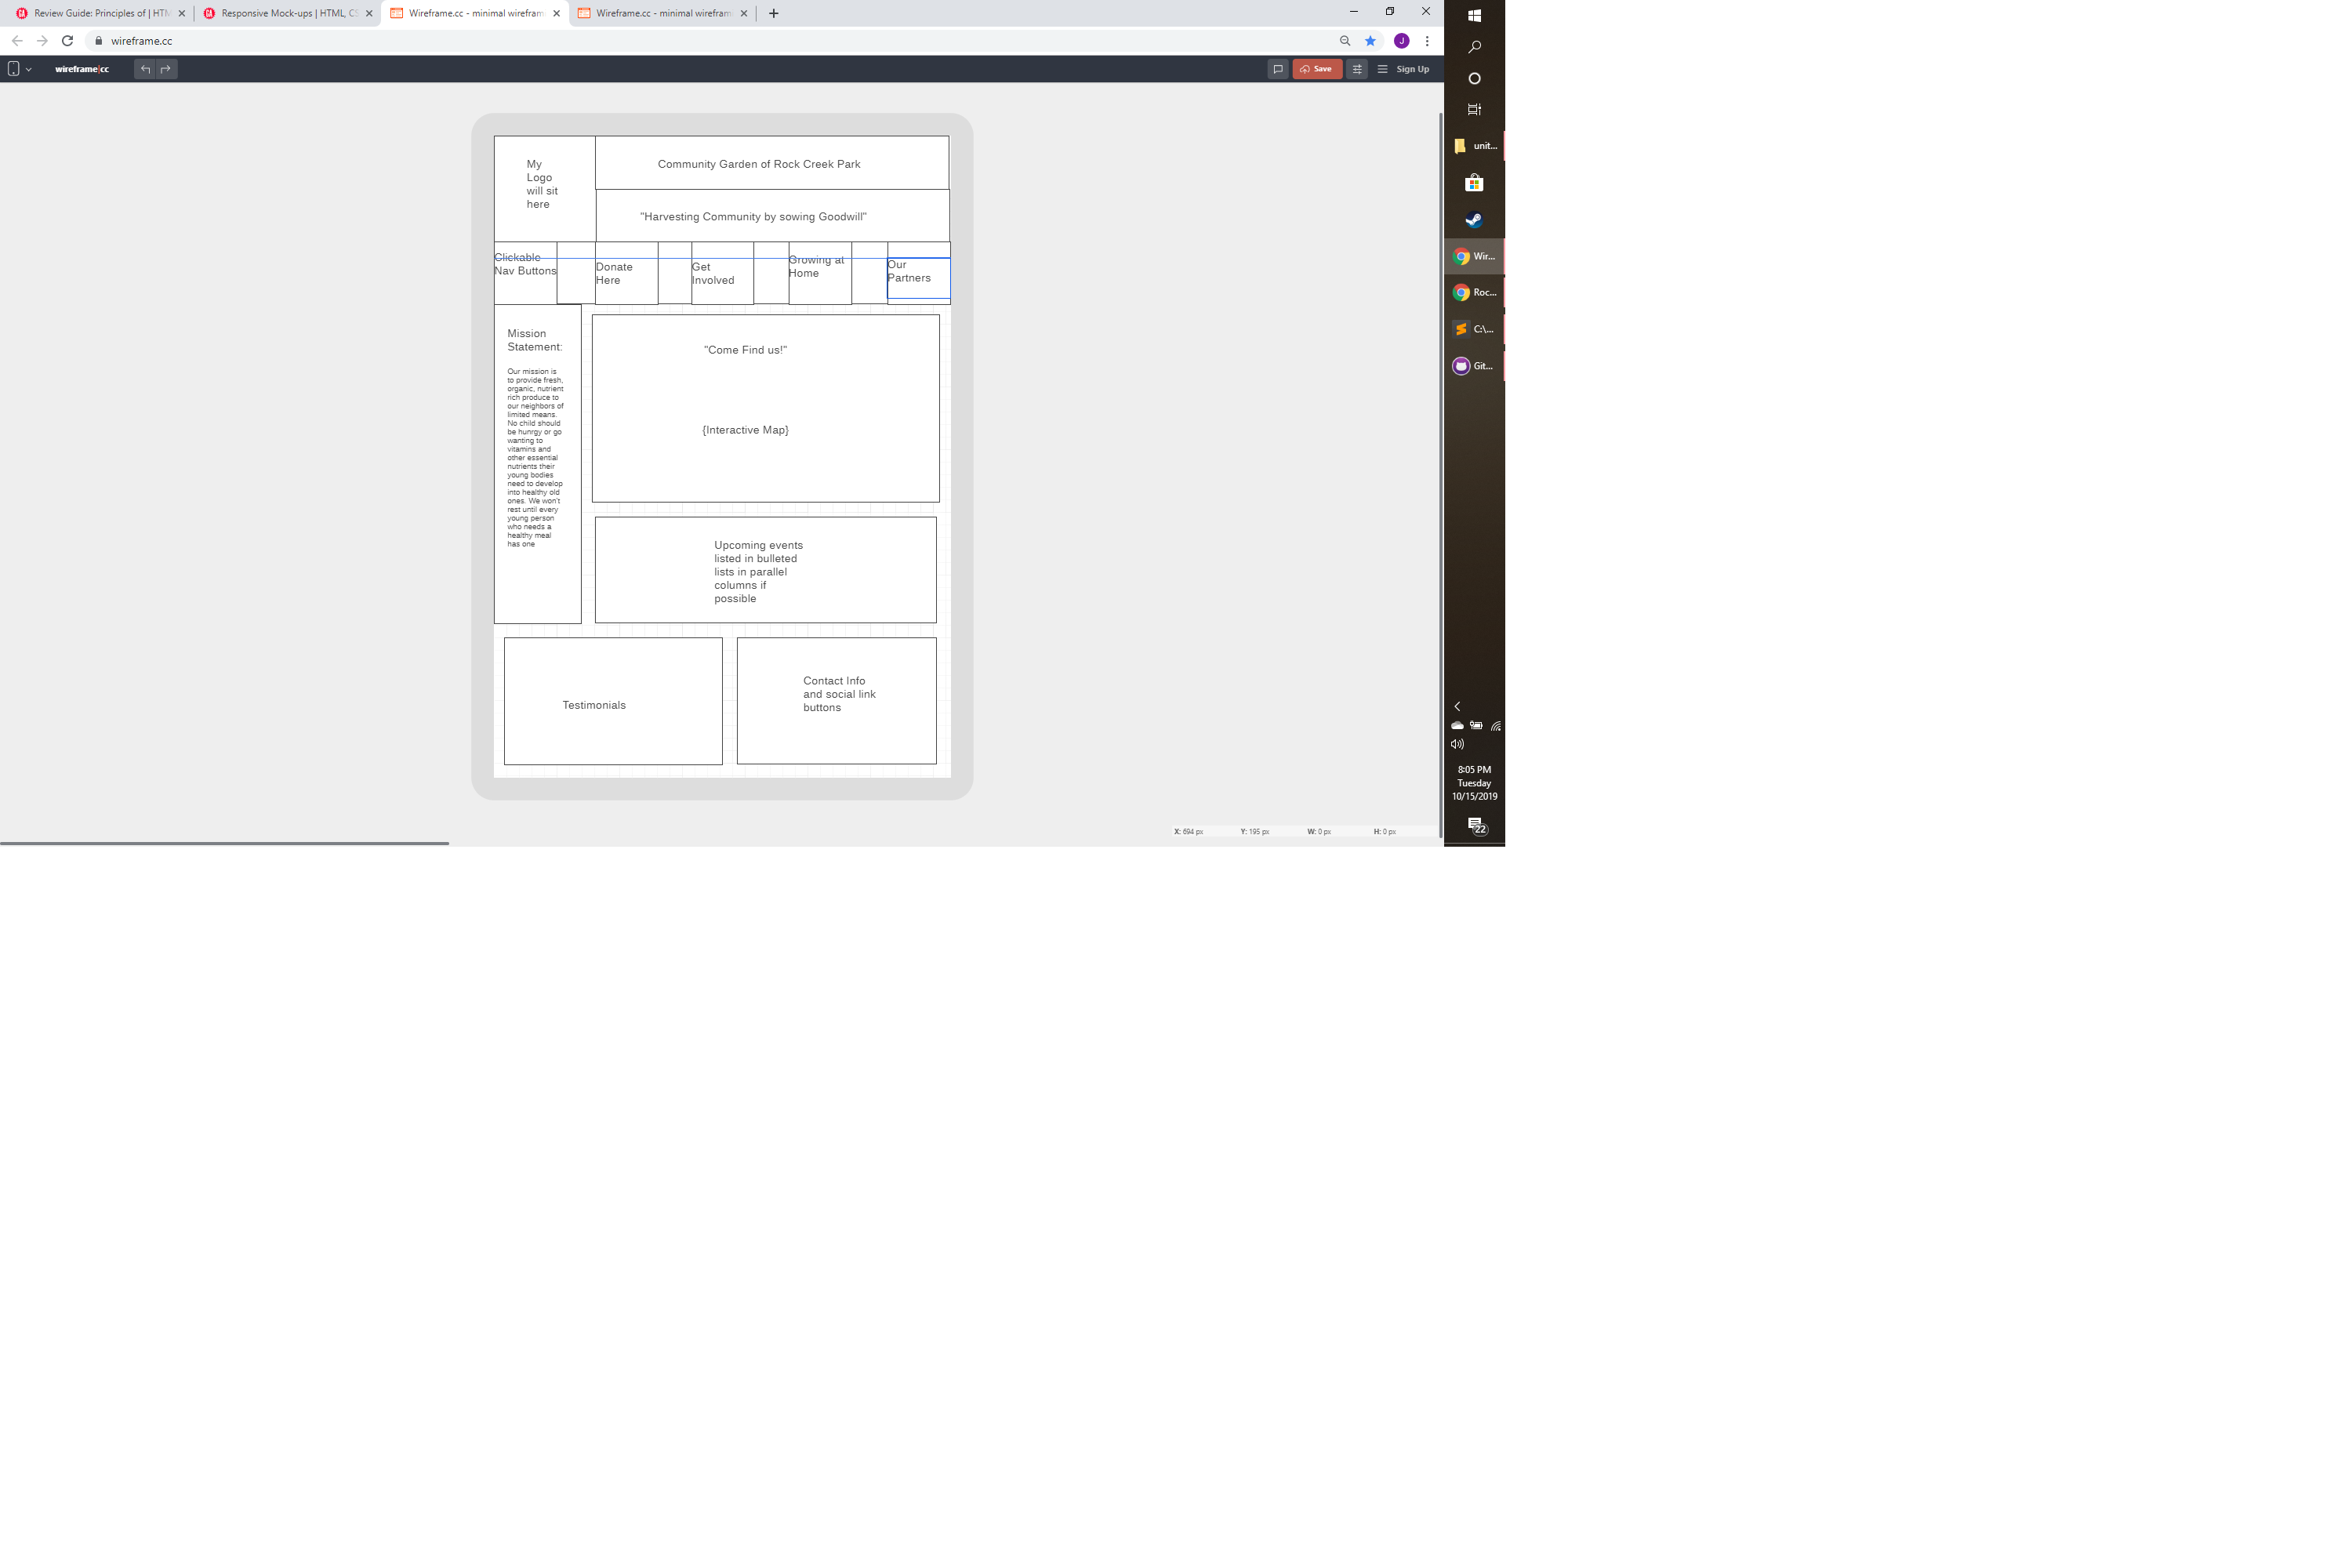 Review Guide: Principles of | HTM
Responsive Mock-ups | HTML, CS
Wireframe.cc - minimal wirefram
Wireframe.cc - minimal wirefram
wireframe.cc
J
wireframe|cc
Save
Sign Up
My
Logo
will sit
here
Community Garden of Rock Creek Park
"Harvesting Community by sowing Goodwill"
Clickable
Nav Buttons
Donate
Here
Get
Involved
Growing at
Home
Our
Partners
Mission
Statement:
Our mission is
to provide fresh,
organic, nutrient
rich produce to
our neighbors of
limited means.
No child should
be hunrgy or go
wanting to
vitamins and
other essential
nutrients their
young bodies
need to develop
into healthy old
ones. We won't
rest until every
young person
who needs a
healthy meal
has one
"Come Find us!"
{Interactive Map}
Upcoming events
listed in bulleted
lists in parallel
columns if
possible
Testimonials
Contact Info
and social link
buttons
X: 694 px Y: 195 px W: 0 px H: 0 px
unit...
Wir...
Roc...
C:\...
Git...
8:05 PM
Tuesday
10/15/2019
22